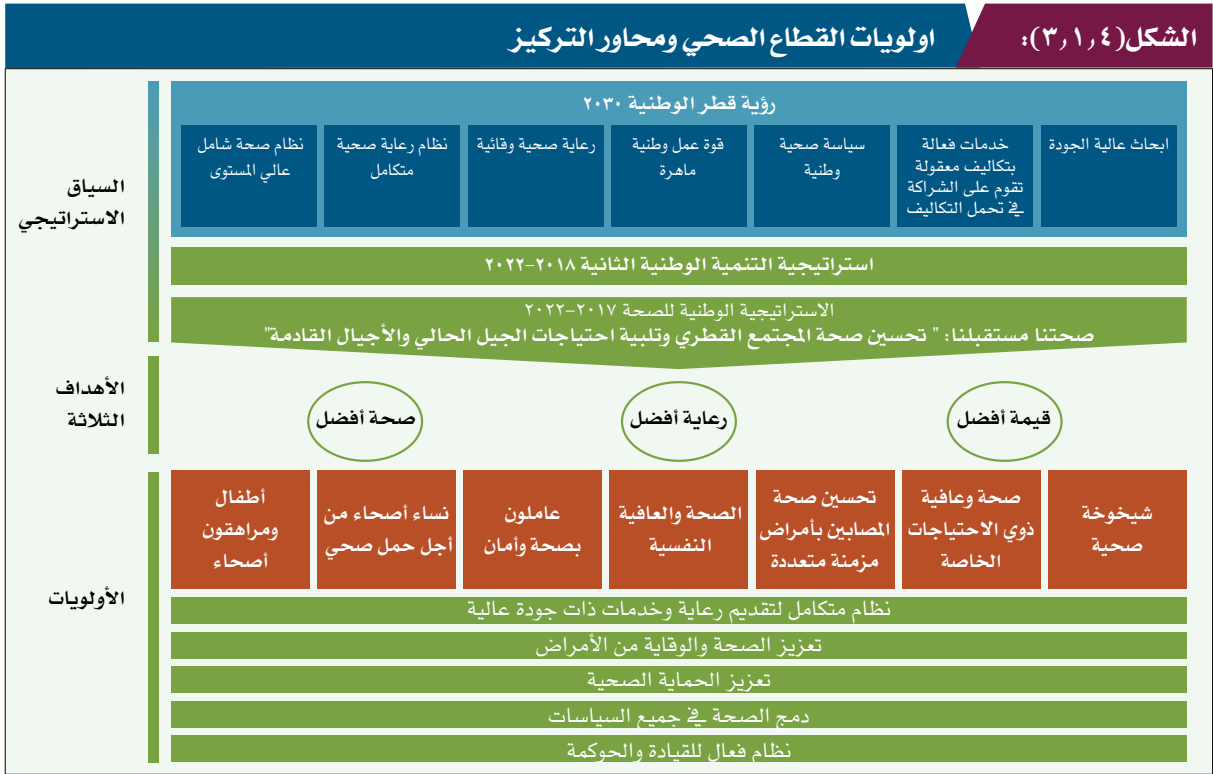 الشكل(٣,١,٤):
اولويات القطاع الصحي ومحاور التركيز
السياق
الاستراتيجي
رؤية قطر الوطنية ٢٠٣٠
ابحاث عالية الجودة
خدمات فعالة
بتكاليف معقولة
تقوم على الشراكة
في تحمل التكاليف
سياسة صحية
وطنية
قوة عمل وطنية
ماهرة
رعاية صحية وقائية
نظام رعاية صحية
متكامل
نظام صحة شامل
عالي المستوى
استراتيجية التنمية الوطنية الثانية ٢٠١٨-٢٠٢٢
الاستراتيجية الوطنية للصحة ٢٠١٧-٢٠٢٢
صحتنا مستقبلنا: " تحسين صحة المجتمع القطري وتلبية احتياجات الجيل الحالي والأجيال القادمة"
الأهداف
الثلاثة
قيمة أفضل
رعاية أفضل
صحة أفضل
الأولويات
شيخوخة
صحية
صحة وعافية
ذوي الاحتياجات
الخاصة
تحسين صحة
المصابين بأمراض
مزمنة متعددة
الصحة والعافية
النفسية
عاملون
بصحة وأمان
نساء أصحاء من
أجل حمل صحي
أطفال
ومراهقون
أصحاء
نظام متكامل لتقديم رعاية وخدمات ذات جودة عالية
تعزيز الصحة والوقاية من الأمراض
تعزيز الحماية الصحية
دمج الصحة في جميع السياسات
نظام فعال للقيادة والحوكمة